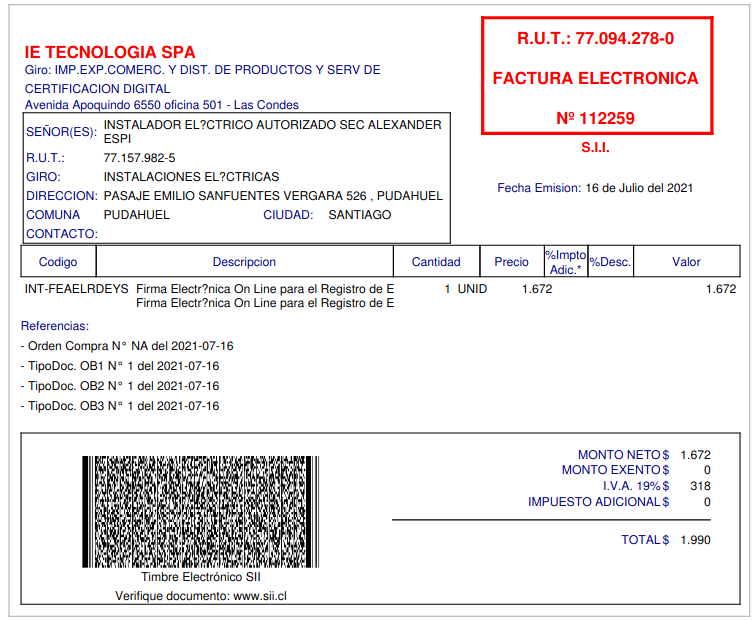 IE TECNOLOGIA SPA
Giro: IMP.EXP.COMERC. Y DIST. DE PRODUCTOS Y SERV DE
CERTIFICACION DIGITAL
Avenida Apoquindo 6550 oficina 501 - Las Condes
R.U.T.: 77.094.278-0
FACTURA ELECTRONICA
Nº 112259
S.I.I.
Fecha Emision: 16 de Julio del 2021
SEÑOR(ES): INSTALADOR EL?CTRICO AUTORIZADO SEC ALEXANDER
ESPI
R.U.T.: 77.157.982-5
GIRO: INSTALACIONES EL?CTRICAS
DIRECCION: PASAJE EMILIO SANFUENTES VERGARA 526 , PUDAHUEL
COMUNA PUDAHUEL CIUDAD: SANTIAGO
CONTACTO:
Codigo Descripcion Cantidad Precio %Impto Adic.* %Desc. Valor
INT-FEAELRDEYS Firma Electr?nica On Line para el Registro de E 1 UNID 1.672 1.672
Firma Electr?nica On Line para el Registro de E
Referencias:
- Orden Compra N° NA del 2021-07-16
- TipoDoc. OB1 N° 1 del 2021-07-16
- TipoDoc. OB2 N° 1 del 2021-07-16
- TipoDoc. OB3 N° 1 del 2021-07-16
MONTO NETO $ 1.672
MONTO EXENTO $ 0
I.V.A. 19% $ 318
IMPUESTO ADICIONAL $ 0
TOTAL $ 1.990
Timbre Electrónico SII
Verifique documento: www.sii.cl